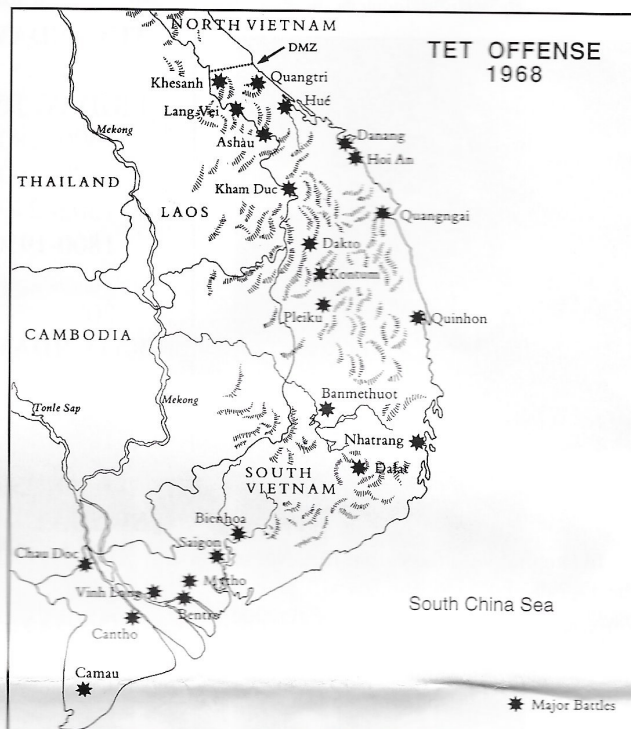 NORTH VIETNAM
DMZ
TET OFFENSE
1968
Khesanh
Quangtri
Hué
Lang Vei
Ashau
Mekong
Danang
Hoi An
THAILAND
Kham Duc
LAOS
Quangngai
Dakto
Kontum
Pleiku
Quinhon
CAMBODIA
Banmethuot
Tonle Sap
Mekong
Nhatrang
Dalat
SOUTH
VIETNAM
Bienhoa
Saigon
Chau Doc
Mytho
Vinh Long
Bentre
South China Sea
Cantho
Camau
Major Battles